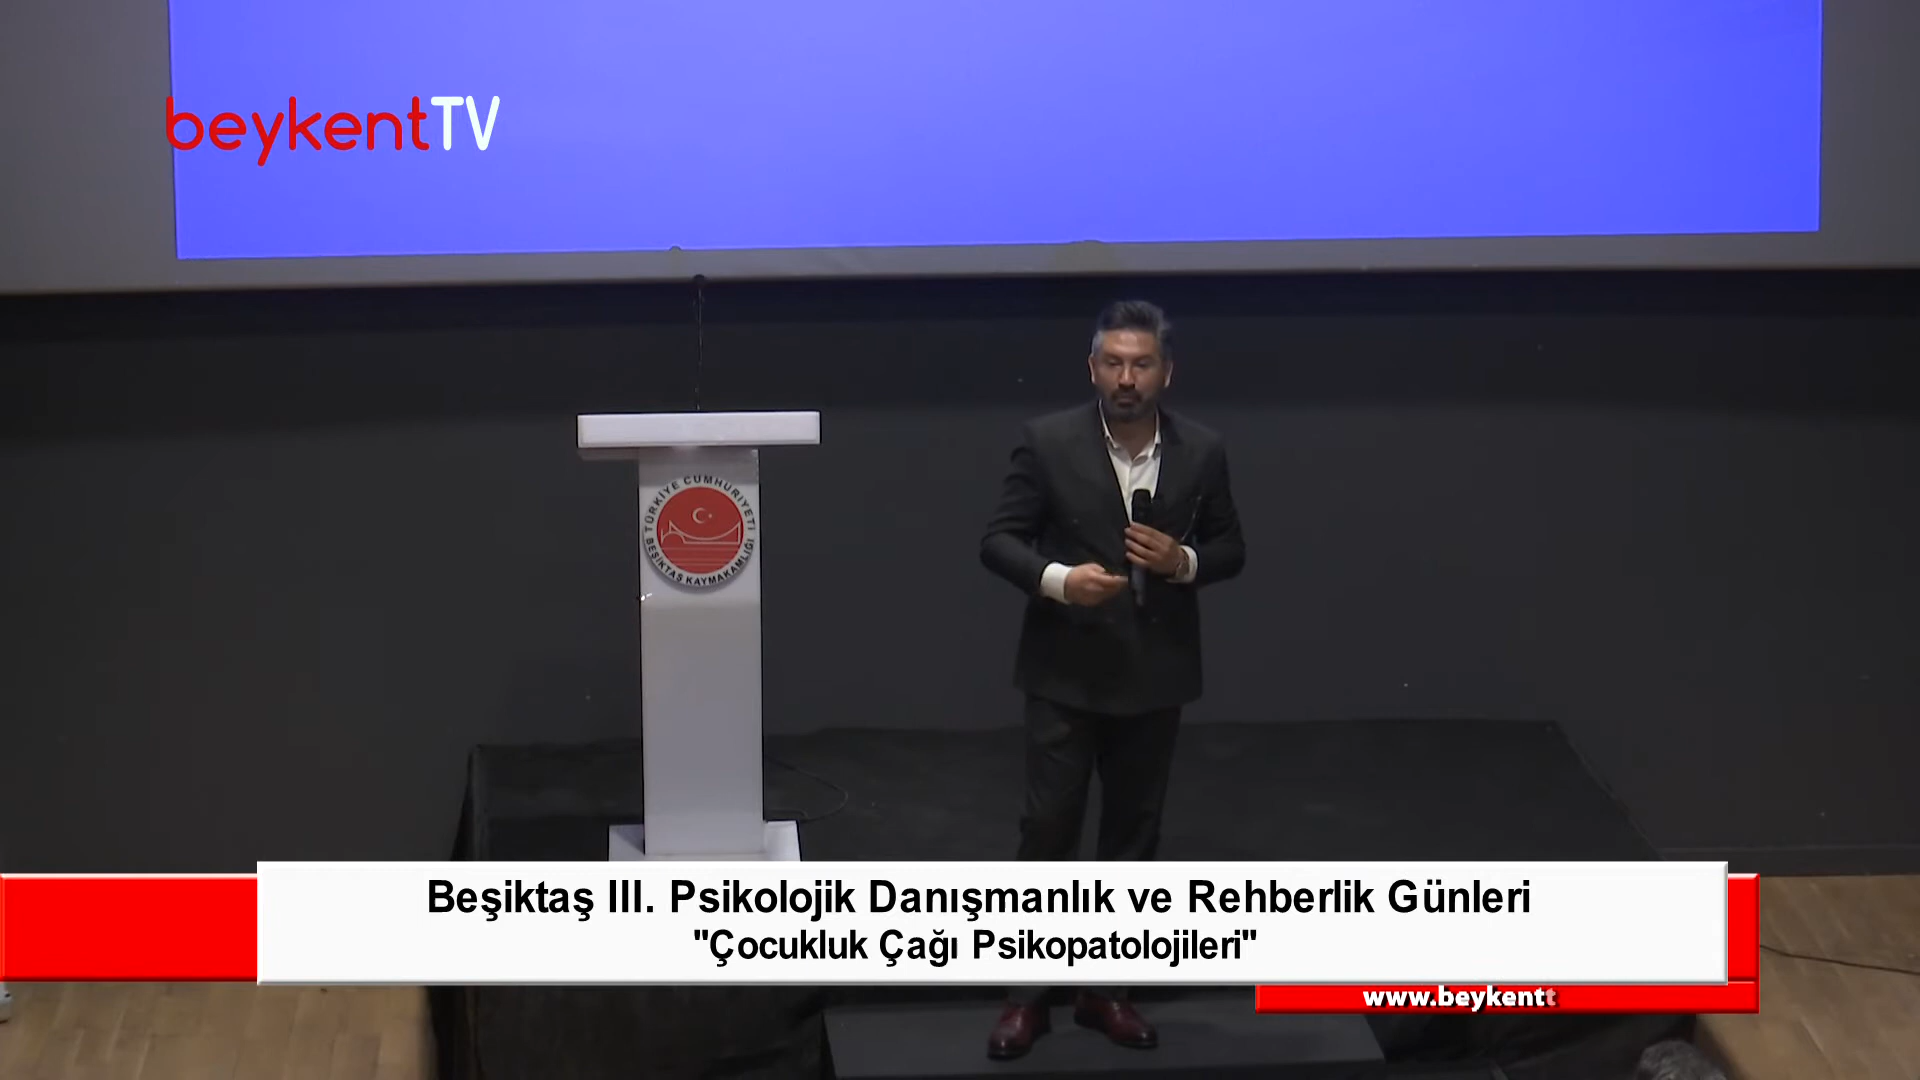 beykentTV
TÜRKİYE CUMHURİYETİ
BEŞİKTAŞ KAYMAKAMLIĞI
Beşiktaş III. Psikolojik Danışmanlık ve Rehberlik Günleri
"Çocukluk Çağı Psikopatolojileri"
www.beykentt